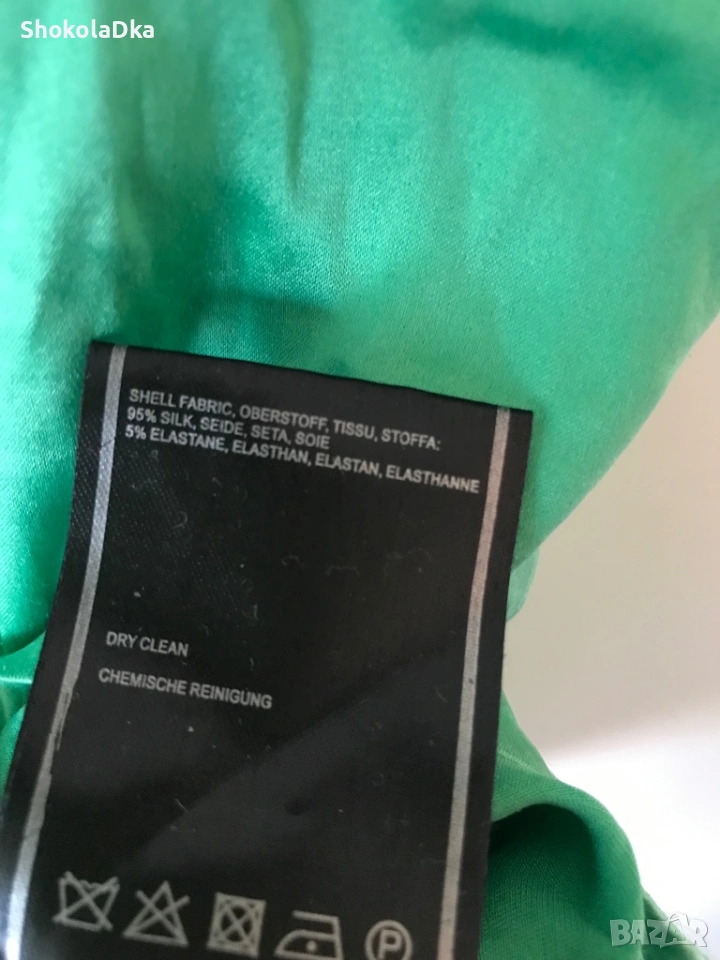 ShokolaDka
SHELL FABRIC, OBERSTOFF, TISSU, STOFFA:
95% SILK, SEIDE, SETA, SOIE
5% ELASTANE, ELASTHAN, ELASTAN, ELASTHANNE
DRY CLEAN
CHEMISCHE REINIGUNG
P
BAZAR